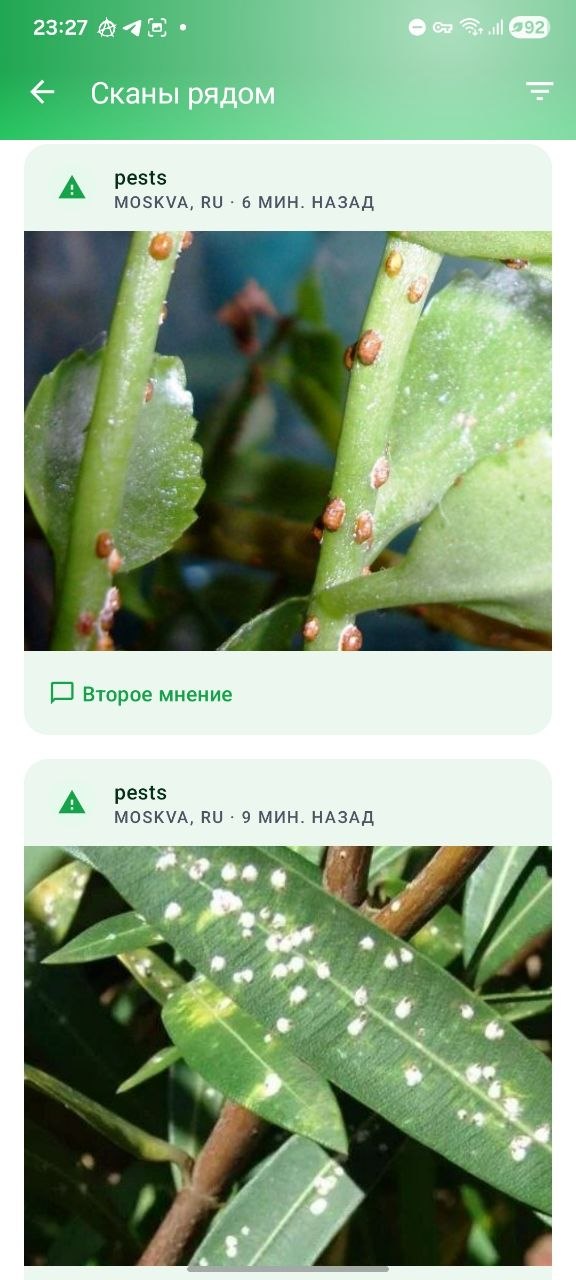 23:27
92
Сканы рядом
pests
MOSKVA, RU · 6 МИН. НАЗАД
Второе мнение
pests
MOSKVA, RU · 9 МИН. НАЗАД